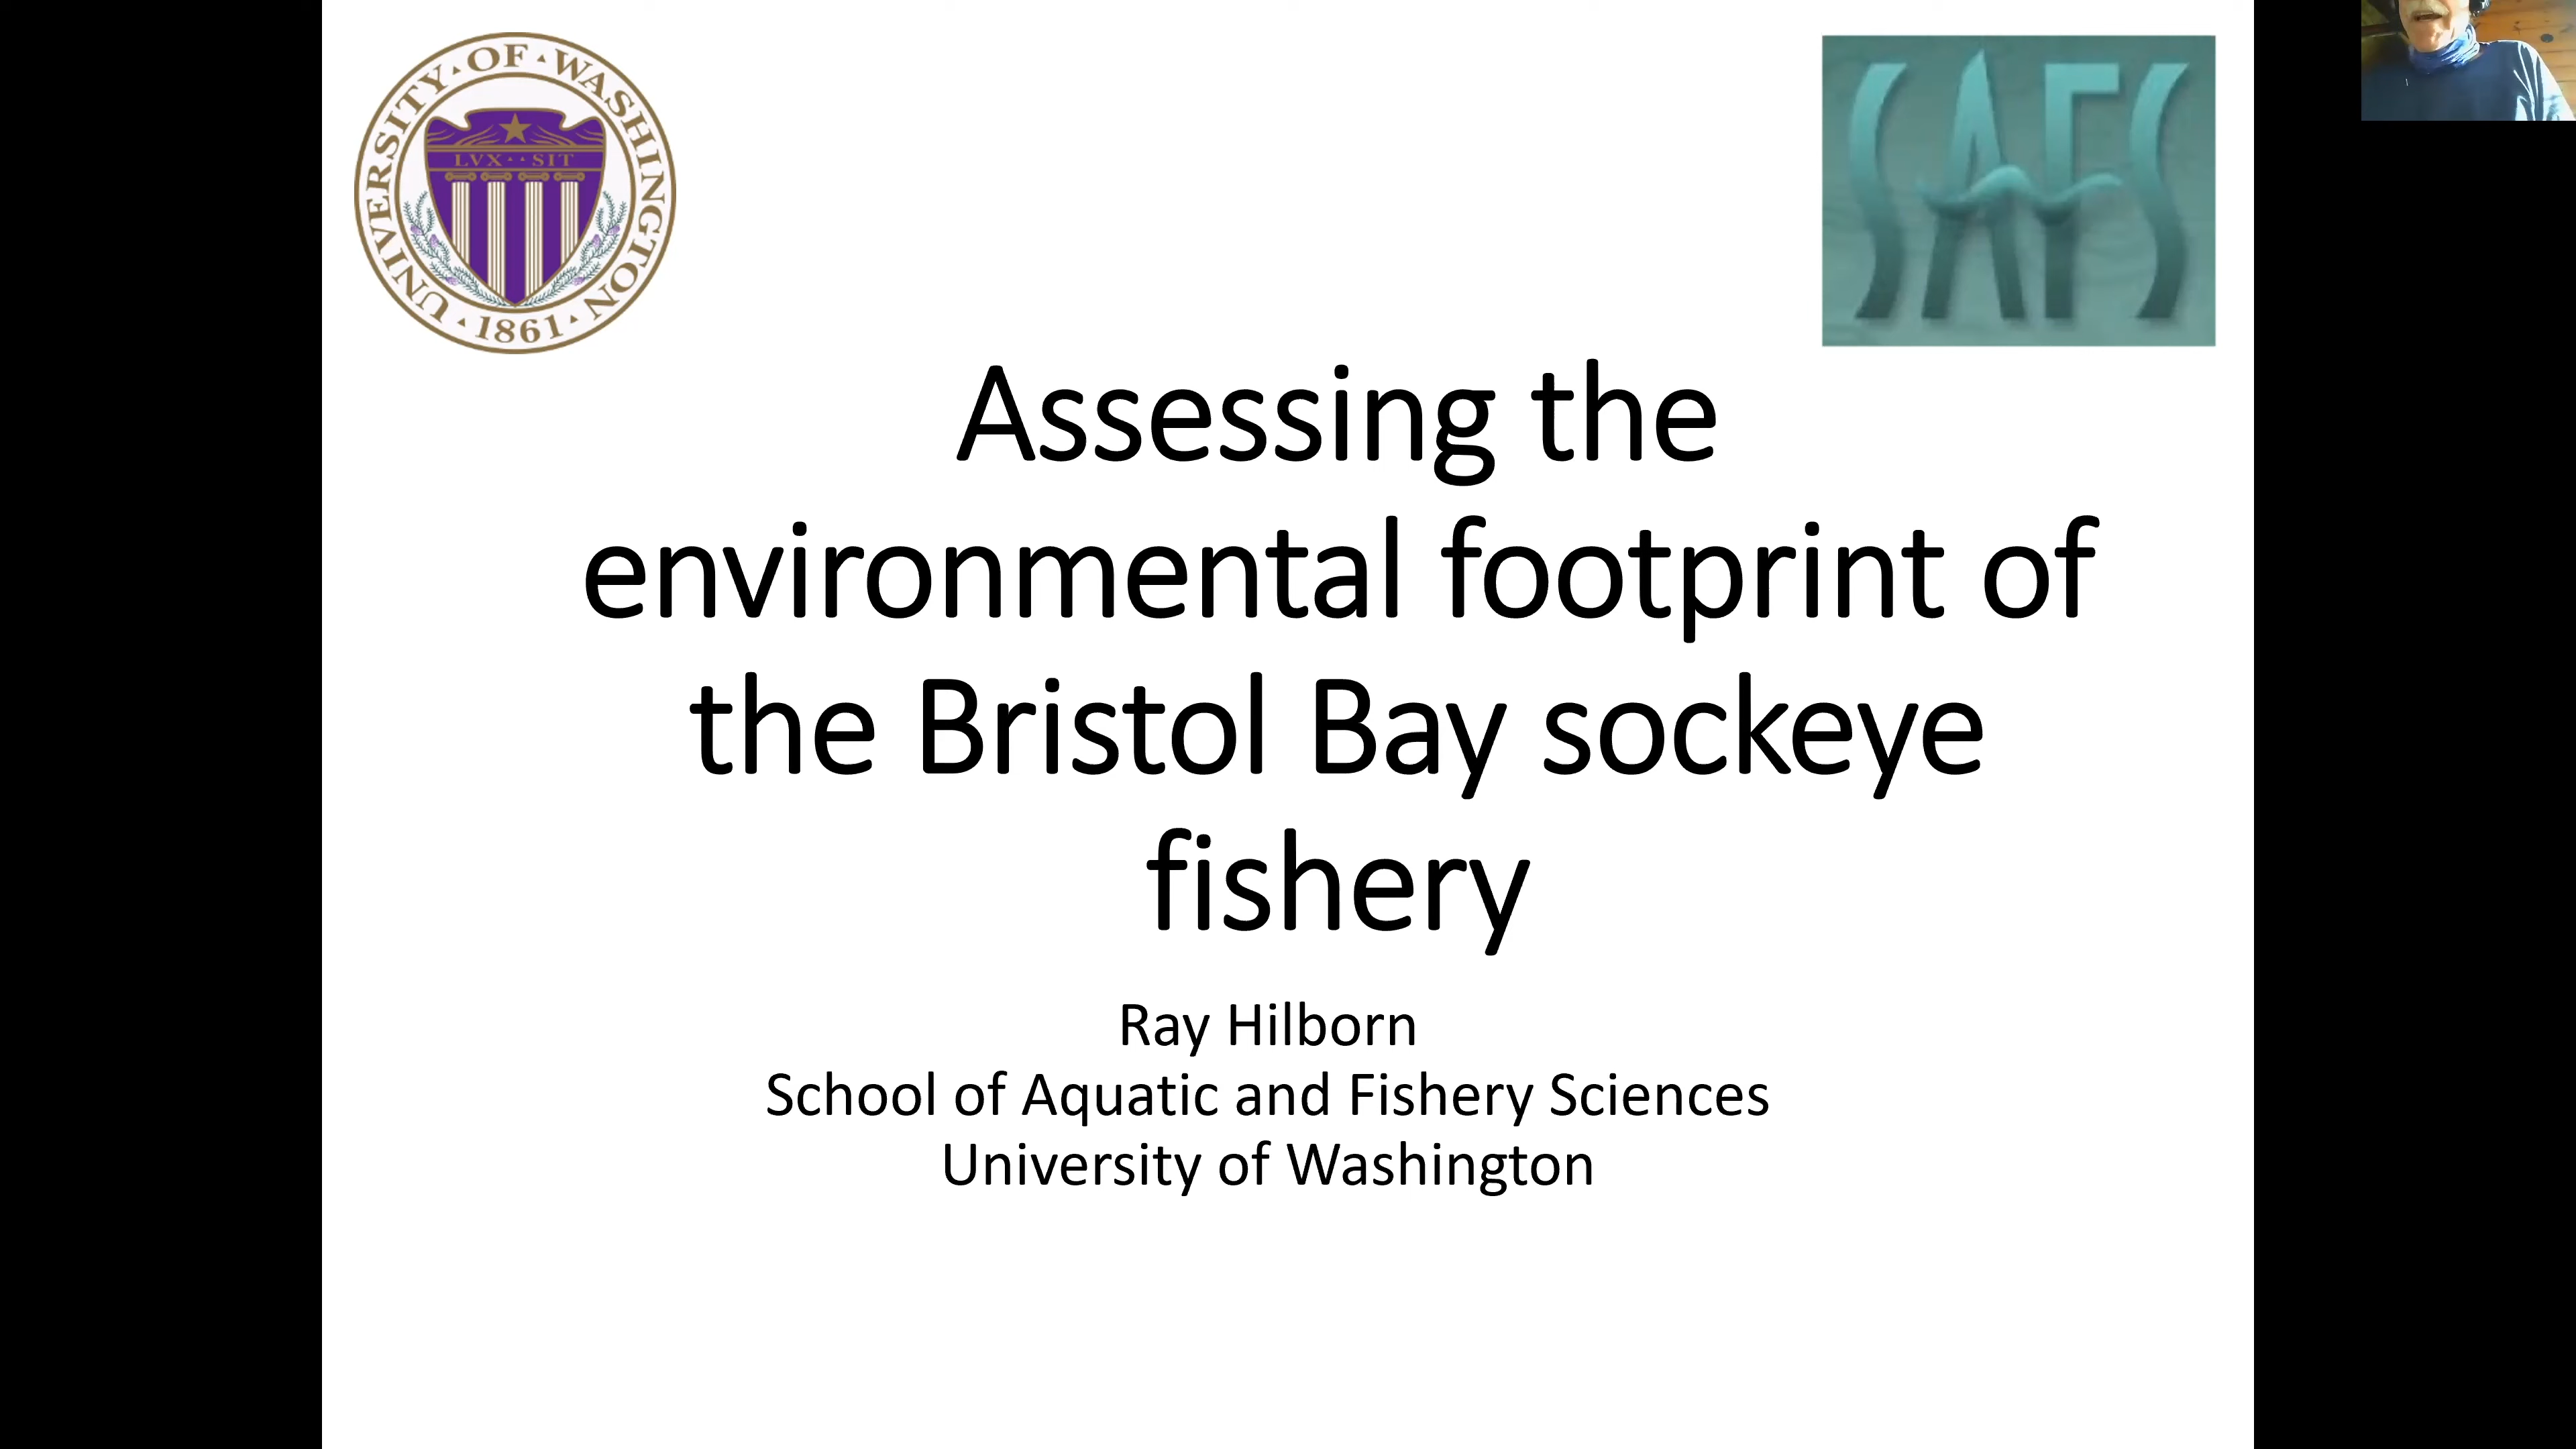 UNIVERSITY OF WASHINGTON
LVX SIT
1861
SAFS
Assessing the
environmental footprint of
the Bristol Bay sockeye
fishery
Ray Hilborn
School of Aquatic and Fishery Sciences
University of Washington